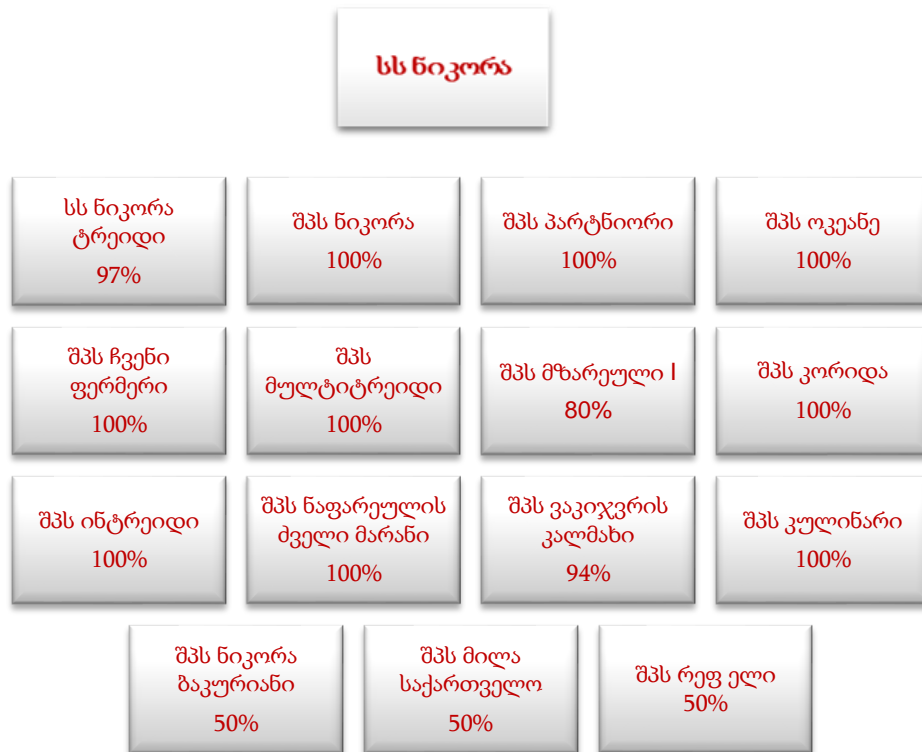 სს ნიკორა
სს ნიკორა
ტრეიდი
97%
შპს ნიკორა
100%
შპს პარტნიორი
100%
შპს ოკეანე
100%
შპს ჩვენი
ფერმერი
100%
შპს
მულტიტრეიდი
100%
შპს მზარეული I
80%
შპს კორიდა
100%
შპს ინტრეიდი
100%
შპს ნაფარეულის
ძველი მარანი
100%
შპს ვაკიჯვრის
კალმახი
94%
შპს კულინარი
100%
შპს ნიკორა
ბაკურიანი
50%
შპს მილა
საქართველო
50%
შპს რეფ ელი
50%